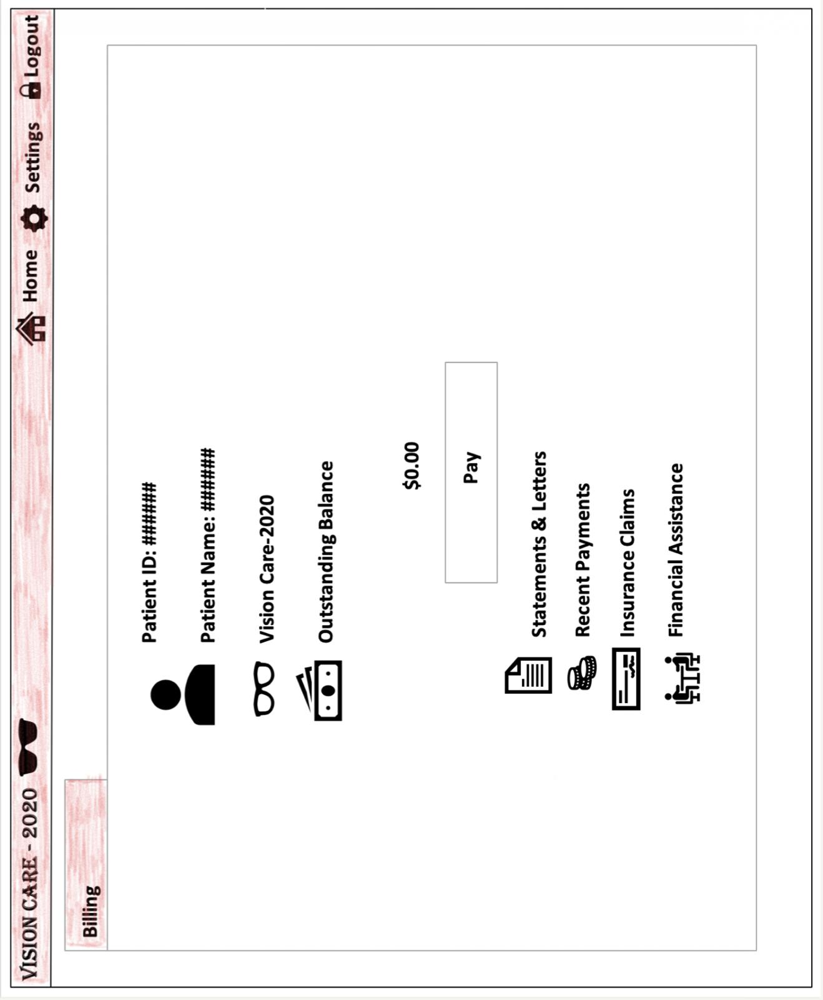 VISION CARE - 2020
Home
Settings
Logout
Billing
Patient ID: ######
Patient Name: ######
Vision Care-2020
Outstanding Balance
$0.00
Pay
Statements & Letters
Recent Payments
Insurance Claims
Financial Assistance